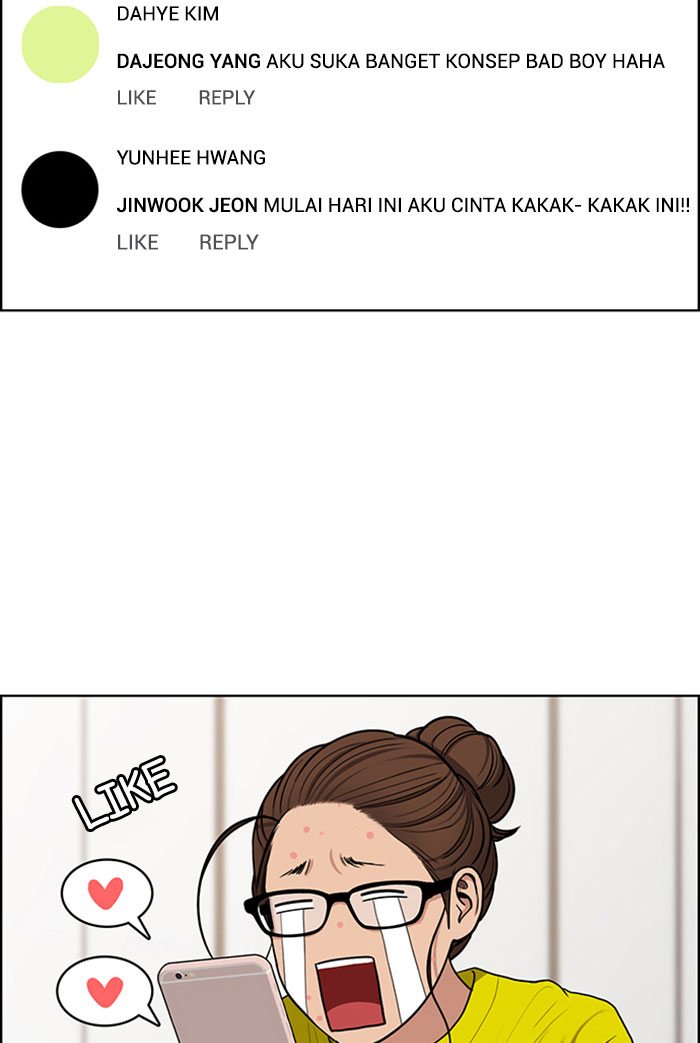 DAHYE KIM
DAJEONG YANG AKU SUKA BANGET KONSEP BAD BOY HAHA
LIKE REPLY
YUNHEE HWANG
JINWOOK JEON MULAI HARI INI AKU CINTA KAKAK- KAKAK INI!!
LIKE REPLY
LIKE